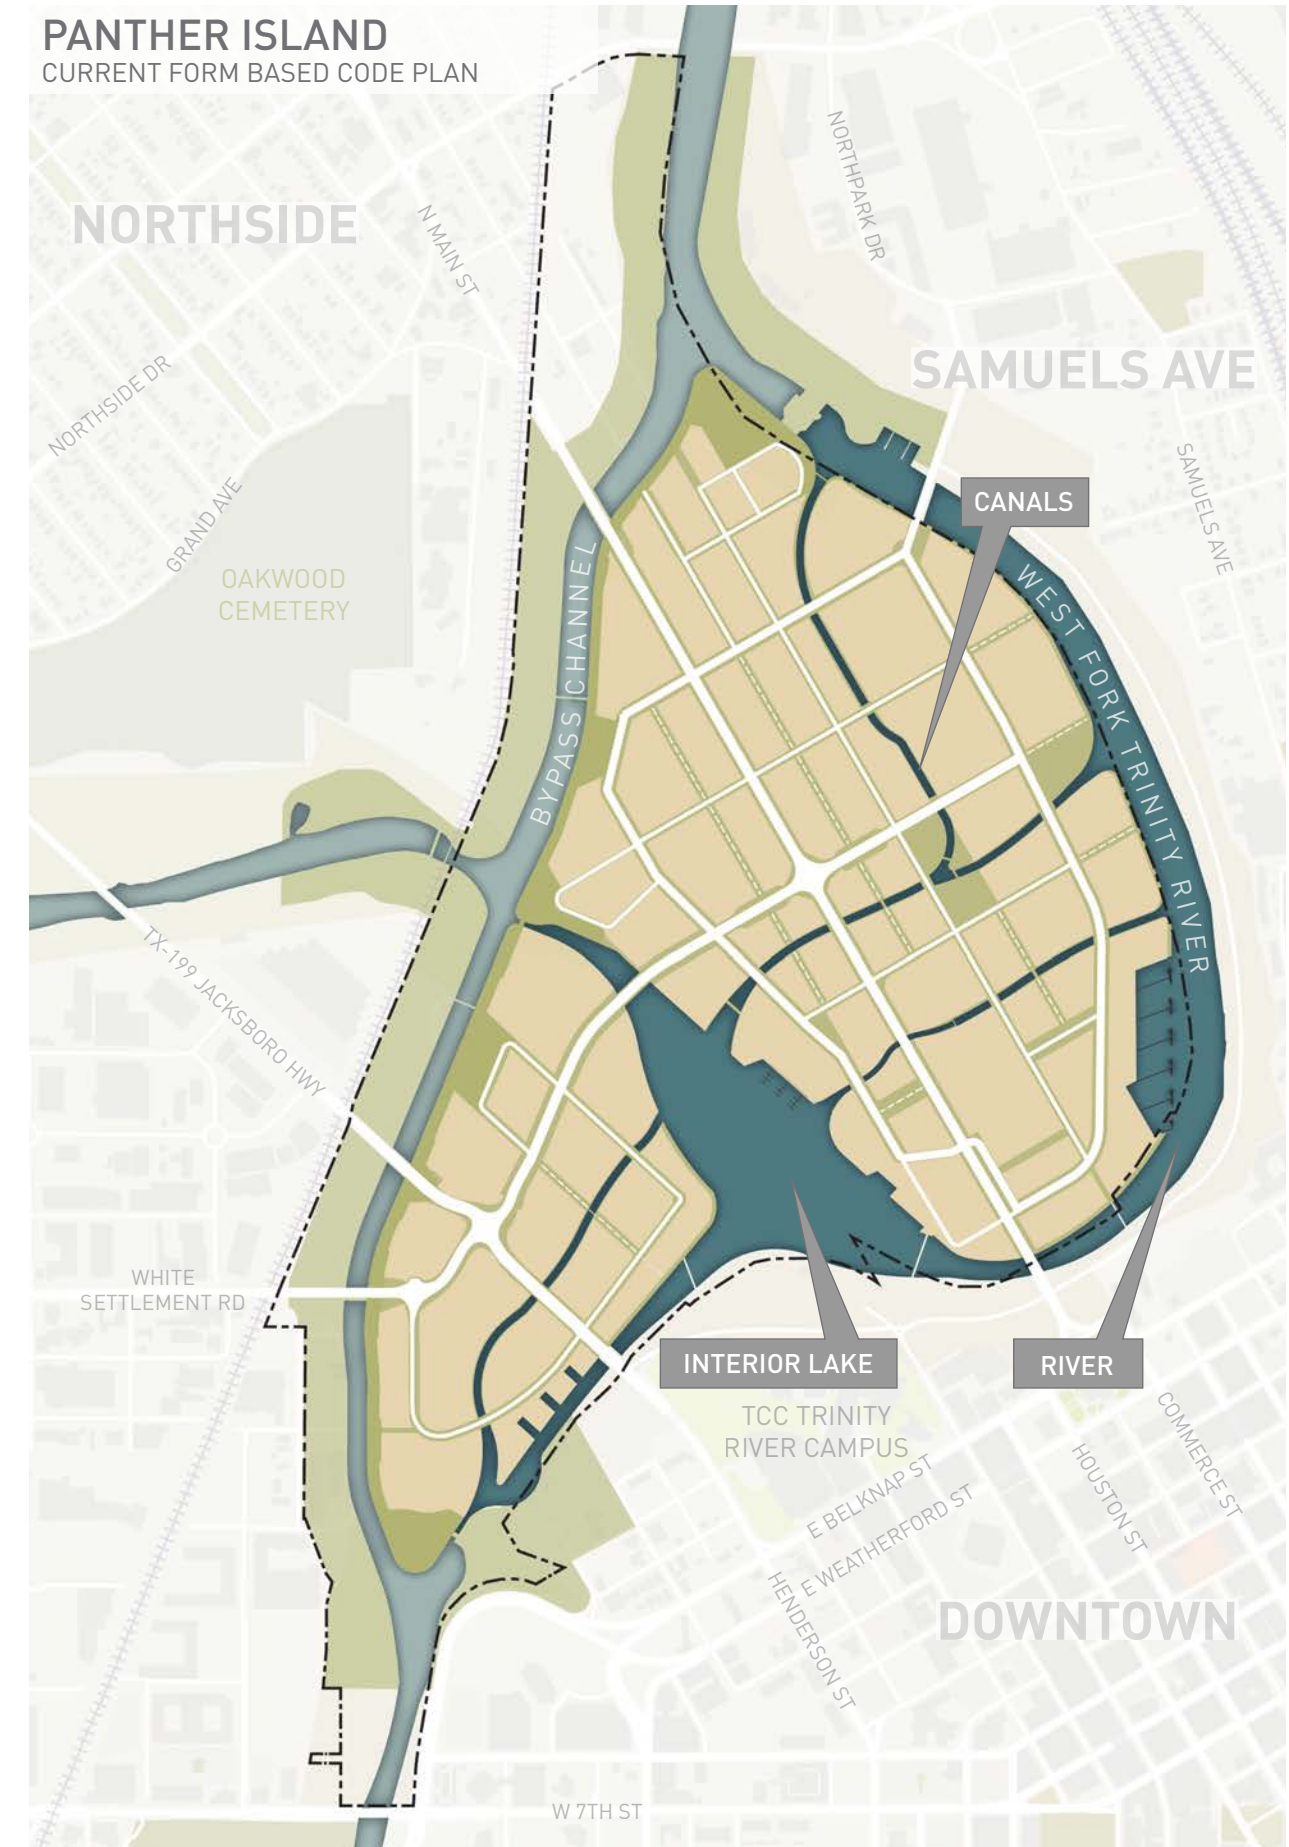 PANTHER ISLAND
CURRENT FORM BASED CODE PLAN
NORTHSIDE
N MAIN ST
NORTHPARK DR
SAMUELS AVE
NORTHSIDE DR
GRAND AVE
SAMUELS AVE
CANALS
OAKWOOD
CEMETERY
BYPASS CHANNEL
WEST FORK TRINITY RIVER
TX-199 JACKSBORO HWY
WHITE
SETTLEMENT RD
INTERIOR LAKE
RIVER
TCC TRINITY
RIVER CAMPUS
E BELKNAP ST
E WEATHERFORD ST
HENDERSON ST
HOUSTON ST
COMMERCE ST
DOWNTOWN
W 7TH ST